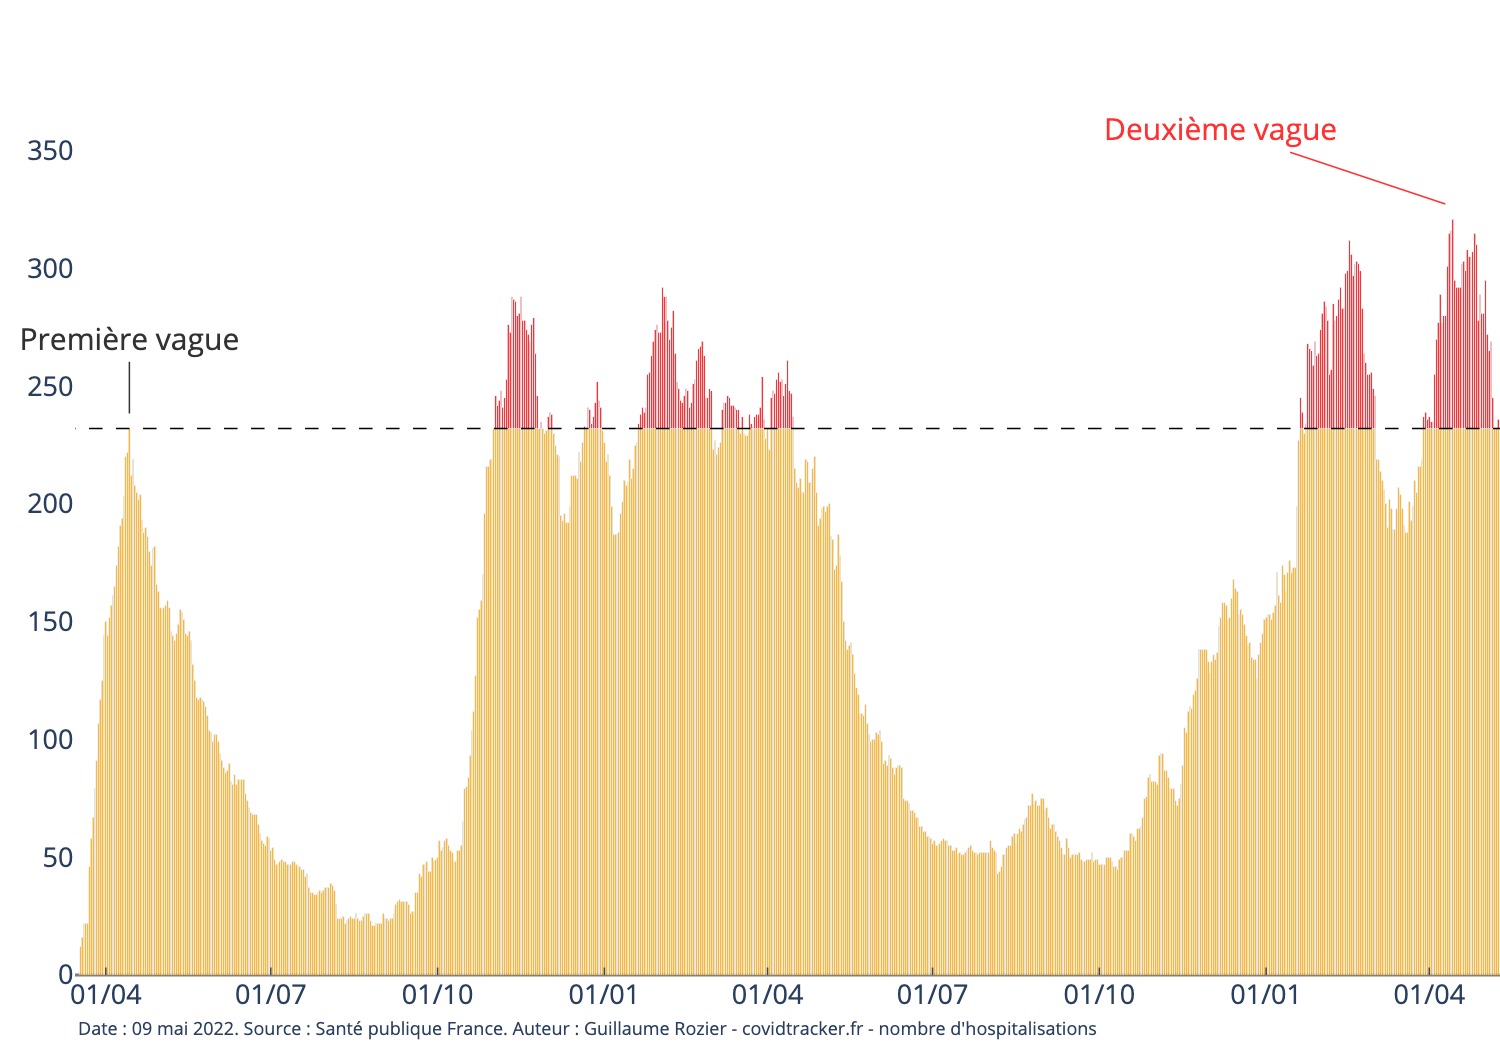 Deuxième vague
350
300
Première vague
250
200
150
100
50
0
01/04 01/07 01/10 01/01 01/04 01/07 01/10 01/01 01/04
Date : 09 mai 2022. Source : Santé publique France. Auteur : Guillaume Rozier - covidtracker.fr - nombre d'hospitalisations